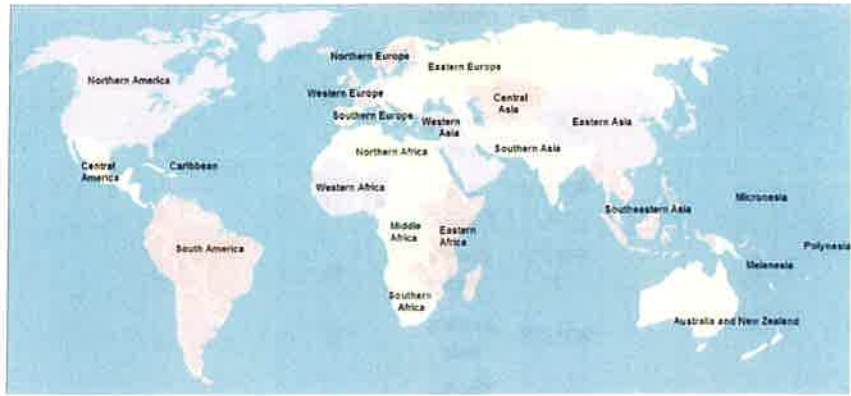 Northern Europe
Eastern Europe
Northern America
Western Europe
Central
Asia
Southern Europe
Western
Asia
Eastern Asia
Northern Africa
Southern Asia
Central
America
Caribbean
Western Africa
Micronesia
Southeastern Asia
Middle
Africa
Eastern
Africa
South America
Polynesia
Melanesia
Southern
Africa
Australia and New Zealand